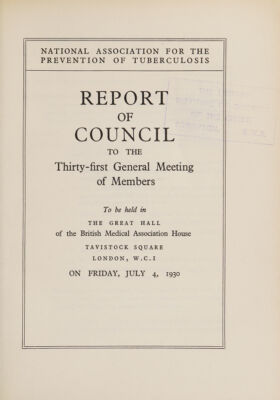 NATIONAL ASSOCIATION FOR THE
PREVENTION OF TUBERCULOSIS
REPORT
OF
COUNCIL
TO THE
Thirty-first General Meeting
of Members
To be held in
THE GREAT HALL
of the British Medical Association House
TAVISTOCK SQUARE
LONDON, W.C.1
ON FRIDAY, JULY 4, 1930